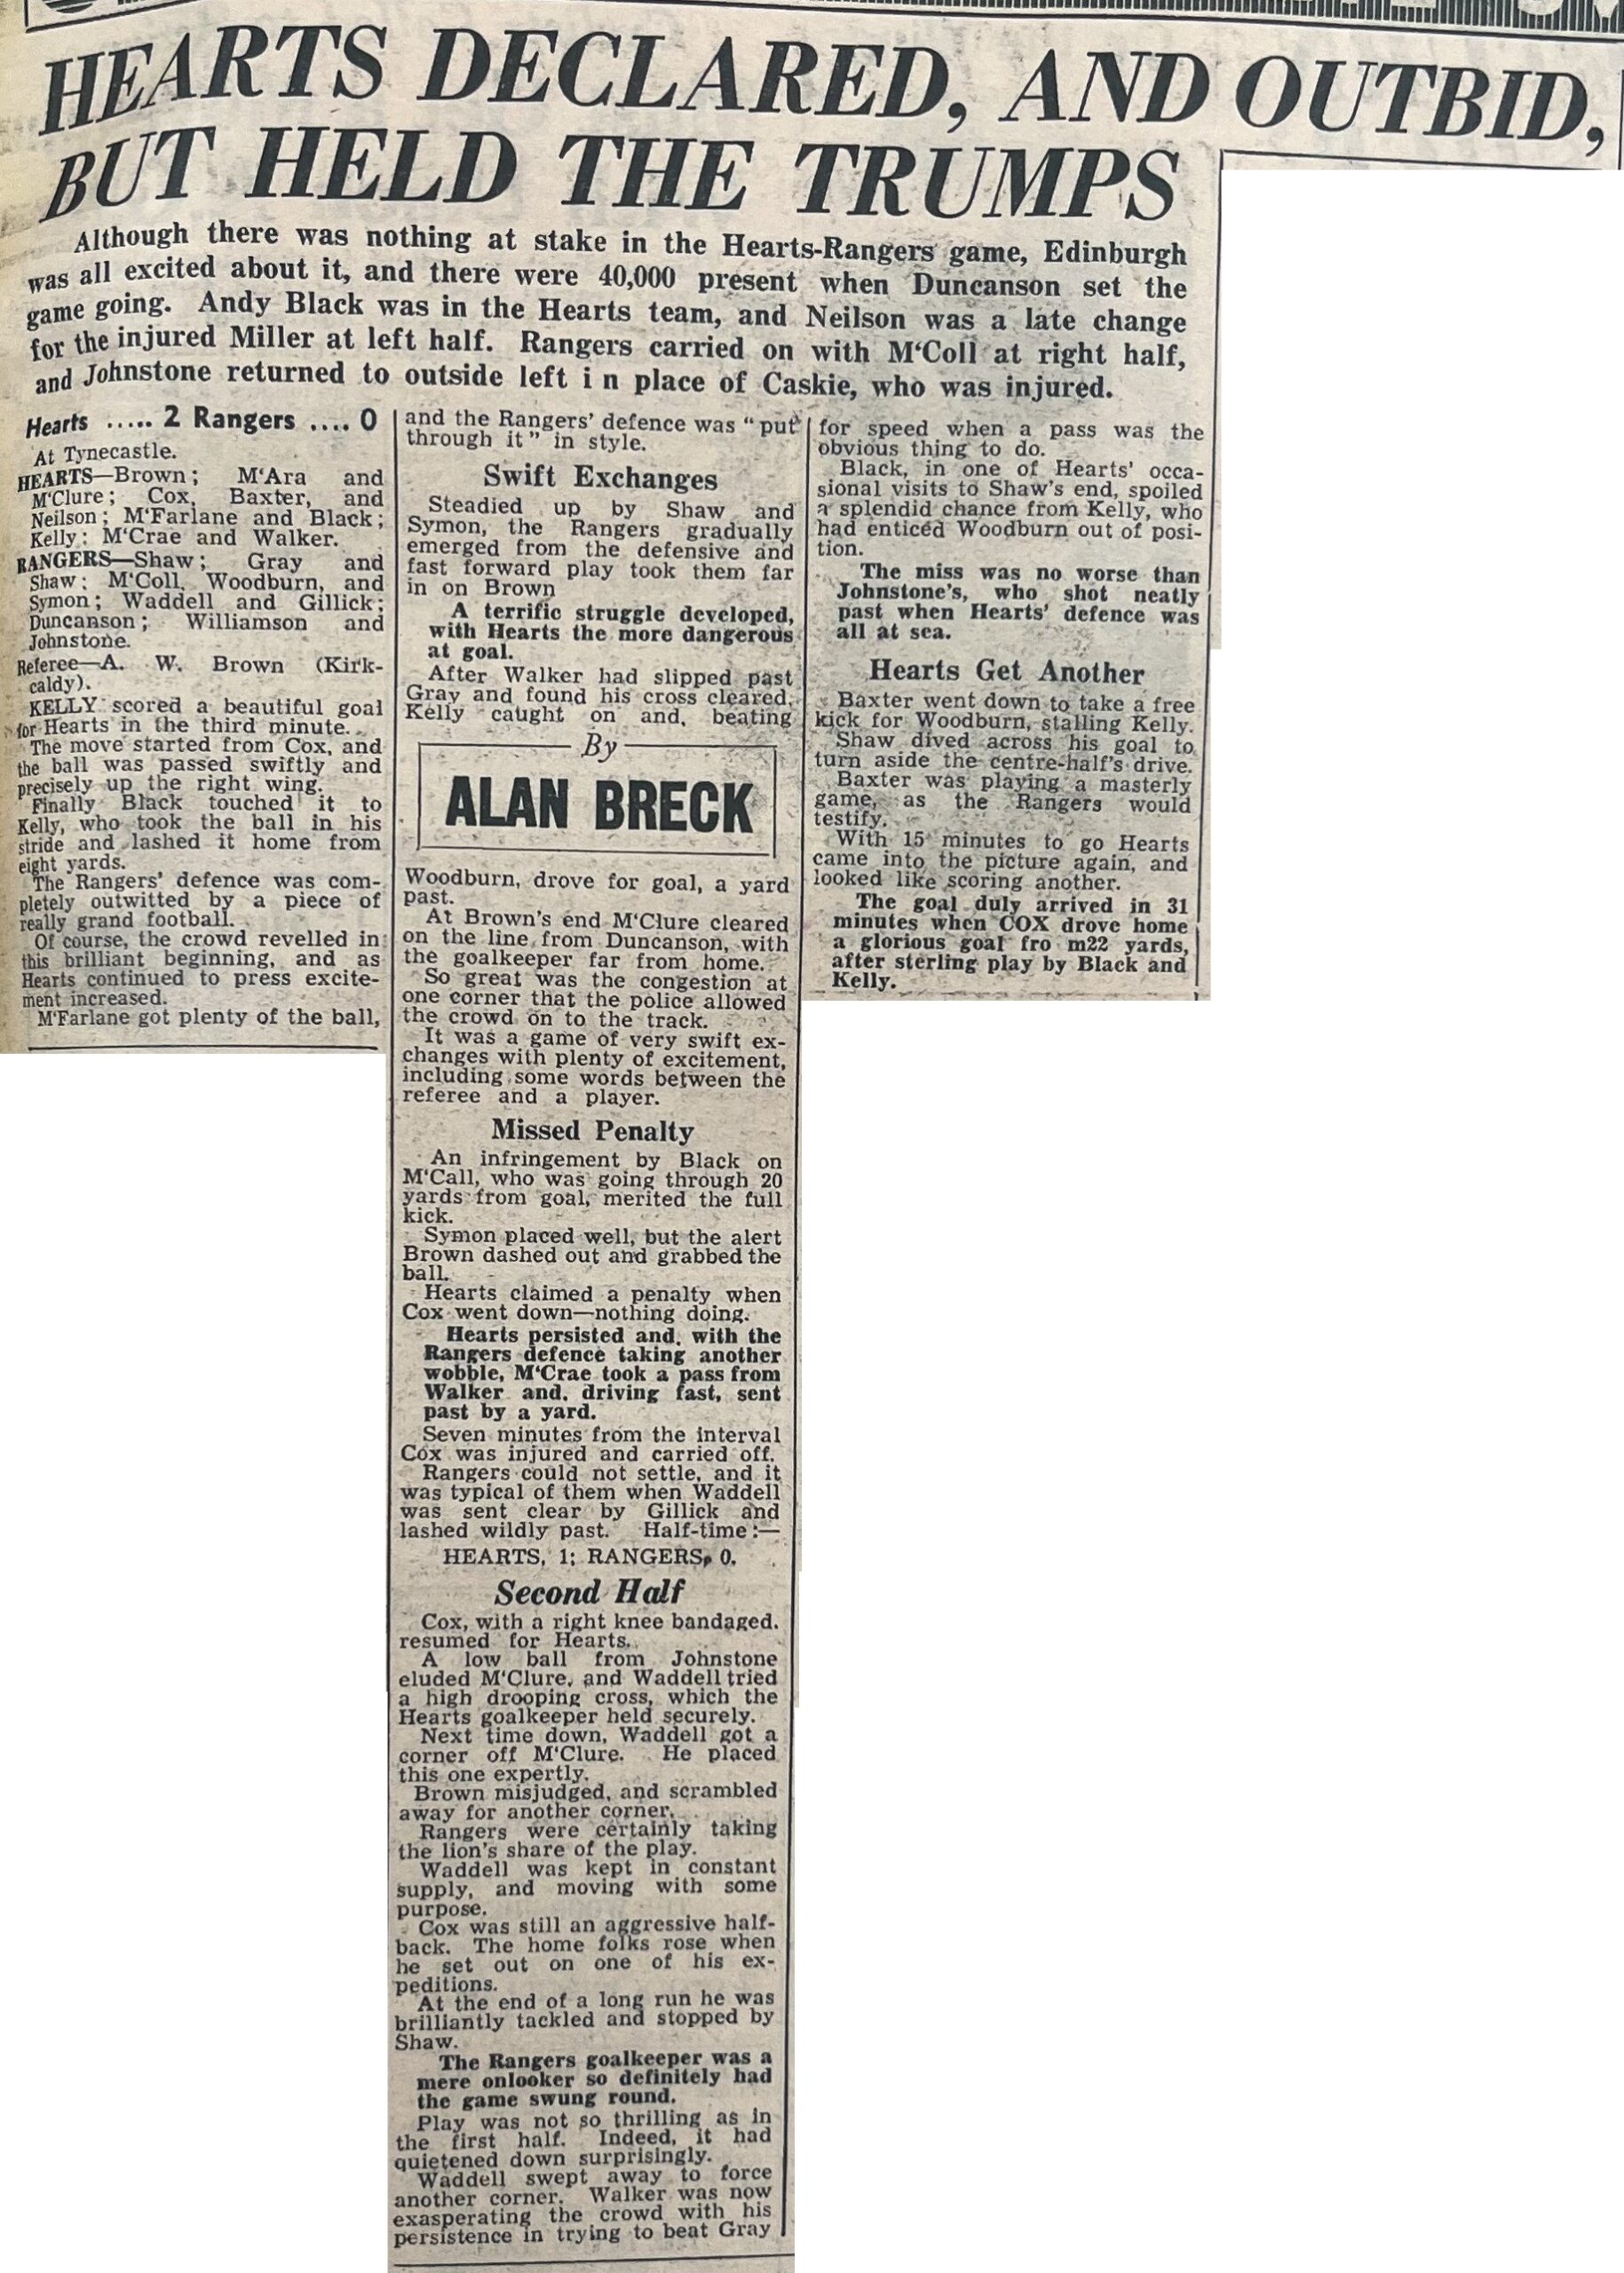 HEARTS DECLARED, AND OUTBID,
BUT HELD THE TRUMPS
Although there was nothing at stake in the Hearts-Rangers game, Edinburgh
was all excited about it, and there were 40,000 present when Duncanson set the
game going. Andy Black was in the Hearts team, and Neilson was a late change
for the injured Miller at left half. Rangers carried on with M'Coll at right half,
and Johnstone returned to outside left i n place of Caskie, who was injured.
Hearts ..... 2 Rangers .... 0
At Tynecastle.
HEARTS—Brown; M'Ara and
M'Clure; Cox, Baxter, and
Neilson; M'Farlane and Black;
Kelly; M'Crae and Walker.
RANGERS—Shaw; Gray and
Shaw; M'Coll, Woodburn, and
Symon; Waddell and Gillick;
Duncanson; Williamson and
Johnstone.
Referee—A. W. Brown (Kirk-
caldy).
KELLY scored a beautiful goal
for Hearts in the third minute.
The move started from Cox, and
the ball was passed swiftly and
precisely up the right wing.
Finally Black touched it to
Kelly, who took the ball in his
stride and lashed it home from
eight yards.
The Rangers' defence was com-
pletely outwitted by a piece of
really grand football.
Of course, the crowd revelled in
this brilliant beginning, and as
Hearts continued to press excite-
ment increased.
M'Farlane got plenty of the ball,
and the Rangers' defence was "put
through it" in style.
Swift Exchanges
Steadied up by Shaw and
Symon, the Rangers gradually
emerged from the defensive and
fast forward play took them far
in on Brown
A terrific struggle developed,
with Hearts the more dangerous
at goal.
After Walker had slipped past
Gray and found his cross cleared,
Kelly caught on and, beating
By
ALAN BRECK
Woodburn, drove for goal, a yard
past.
At Brown's end M'Clure cleared
on the line from Duncanson, with
the goalkeeper far from home.
So great was the congestion at
one corner that the police allowed
the crowd on to the track.
It was a game of very swift ex-
changes with plenty of excitement,
including some words between the
referee and a player.
Missed Penalty
An infringement by Black on
M'Call, who was going through 20
yards from goal, merited the full
kick.
Symon placed well, but the alert
Brown dashed out and grabbed the
ball.
Hearts claimed a penalty when
Cox went down—nothing doing.
Hearts persisted and, with the
Rangers defence taking another
wobble, M'Crae took a pass from
Walker and, driving fast, sent
past by a yard.
Seven minutes from the interval
Cox was injured and carried off.
Rangers could not settle, and it
was typical of them when Waddell
was sent clear by Gillick and
lashed wildly past. Half-time:—
HEARTS, 1; RANGERS, 0.
Second Half
Cox, with a right knee bandaged,
resumed for Hearts.
A low ball from Johnstone
eluded M'Clure, and Waddell tried
a high drooping cross, which the
Hearts goalkeeper held securely.
Next time down, Waddell got a
corner off M'Clure. He placed
this one expertly.
Brown misjudged, and scrambled
away for another corner.
Rangers were certainly taking
the lion's share of the play.
Waddell was kept in constant
supply, and moving with some
purpose.
Cox was still an aggressive half-
back. The home folks rose when
he set out on one of his ex-
peditions.
At the end of a long run he was
brilliantly tackled and stopped by
Shaw.
The Rangers goalkeeper was a
mere onlooker so definitely had
the game swung round.
Play was not so thrilling as in
the first half. Indeed, it had
quietened down surprisingly.
Waddell swept away to force
another corner. Walker was now
exasperating the crowd with his
persistence in trying to beat Gray
for speed when a pass was the
obvious thing to do.
Black, in one of Hearts' occa-
sional visits to Shaw's end, spoiled
a splendid chance from Kelly, who
had enticed Woodburn out of posi-
tion.
The miss was no worse than
Johnstone's, who shot neatly
past when Hearts' defence was
all at sea.
Hearts Get Another
Baxter went down to take a free
kick for Woodburn, stalling Kelly.
Shaw dived across his goal to
turn aside the centre-half's drive.
Baxter was playing a masterly
game, as the Rangers would
testify.
With 15 minutes to go Hearts
came into the picture again, and
looked like scoring another.
The goal duly arrived in 31
minutes when COX drove home
a glorious goal fro m22 yards,
after sterling play by Black and
Kelly.